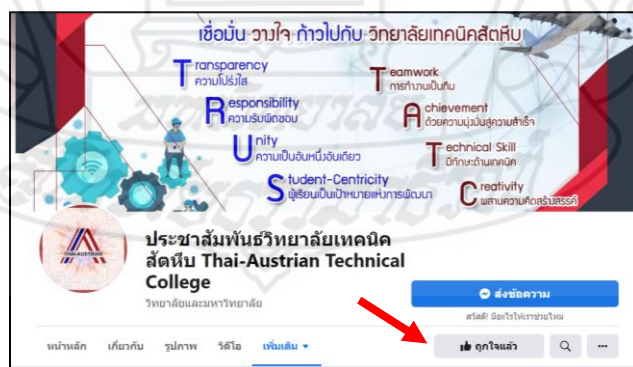 เชื่อมั่น วางใจ ก้าวไปกับ วิทยาลัยเทคนิคสัตหีบ
Transparency
ความโปร่งใส
Responsibility
ความรับผิดชอบ
Unity
ความเป็นอันหนึ่งอันเดียว
Student-Centricity
ผู้เรียนเป็นเป้าหมายแห่งการพัฒนา
Teamwork
การทำงานเป็นทีม
Achievement
ด้วยความมุ่งมั่นสู่ความสำเร็จ
Technical Skill
มีทักษะด้านเทคนิค
Creativity
ผสานความคิดสร้างสรรค์
THAI-AUSTRIAN
ประชาสัมพันธ์วิทยาลัยเทคนิค
สัตหีบ Thai-Austrian Technical
College
วิทยาลัยและมหาวิทยาลัย
ส่งข้อความ
สวัสดี! มีอะไรให้เราช่วยไหม
หน้าหลัก เกี่ยวกับ รูปภาพ วิดีโอ เพิ่มเติม ถูกใจแล้ว